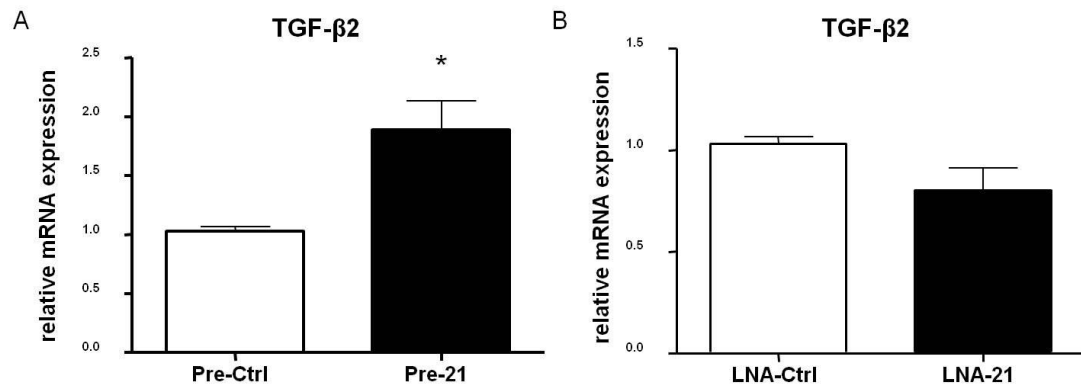 A
TGF-β2
relative mRNA expression
2.5
2.0
1.5
1.0
0.5
0.0
*
Pre-Ctrl Pre-21
B
TGF-β2
relative mRNA expression
1.5
1.0
0.5
0.0
LNA-Ctrl LNA-21